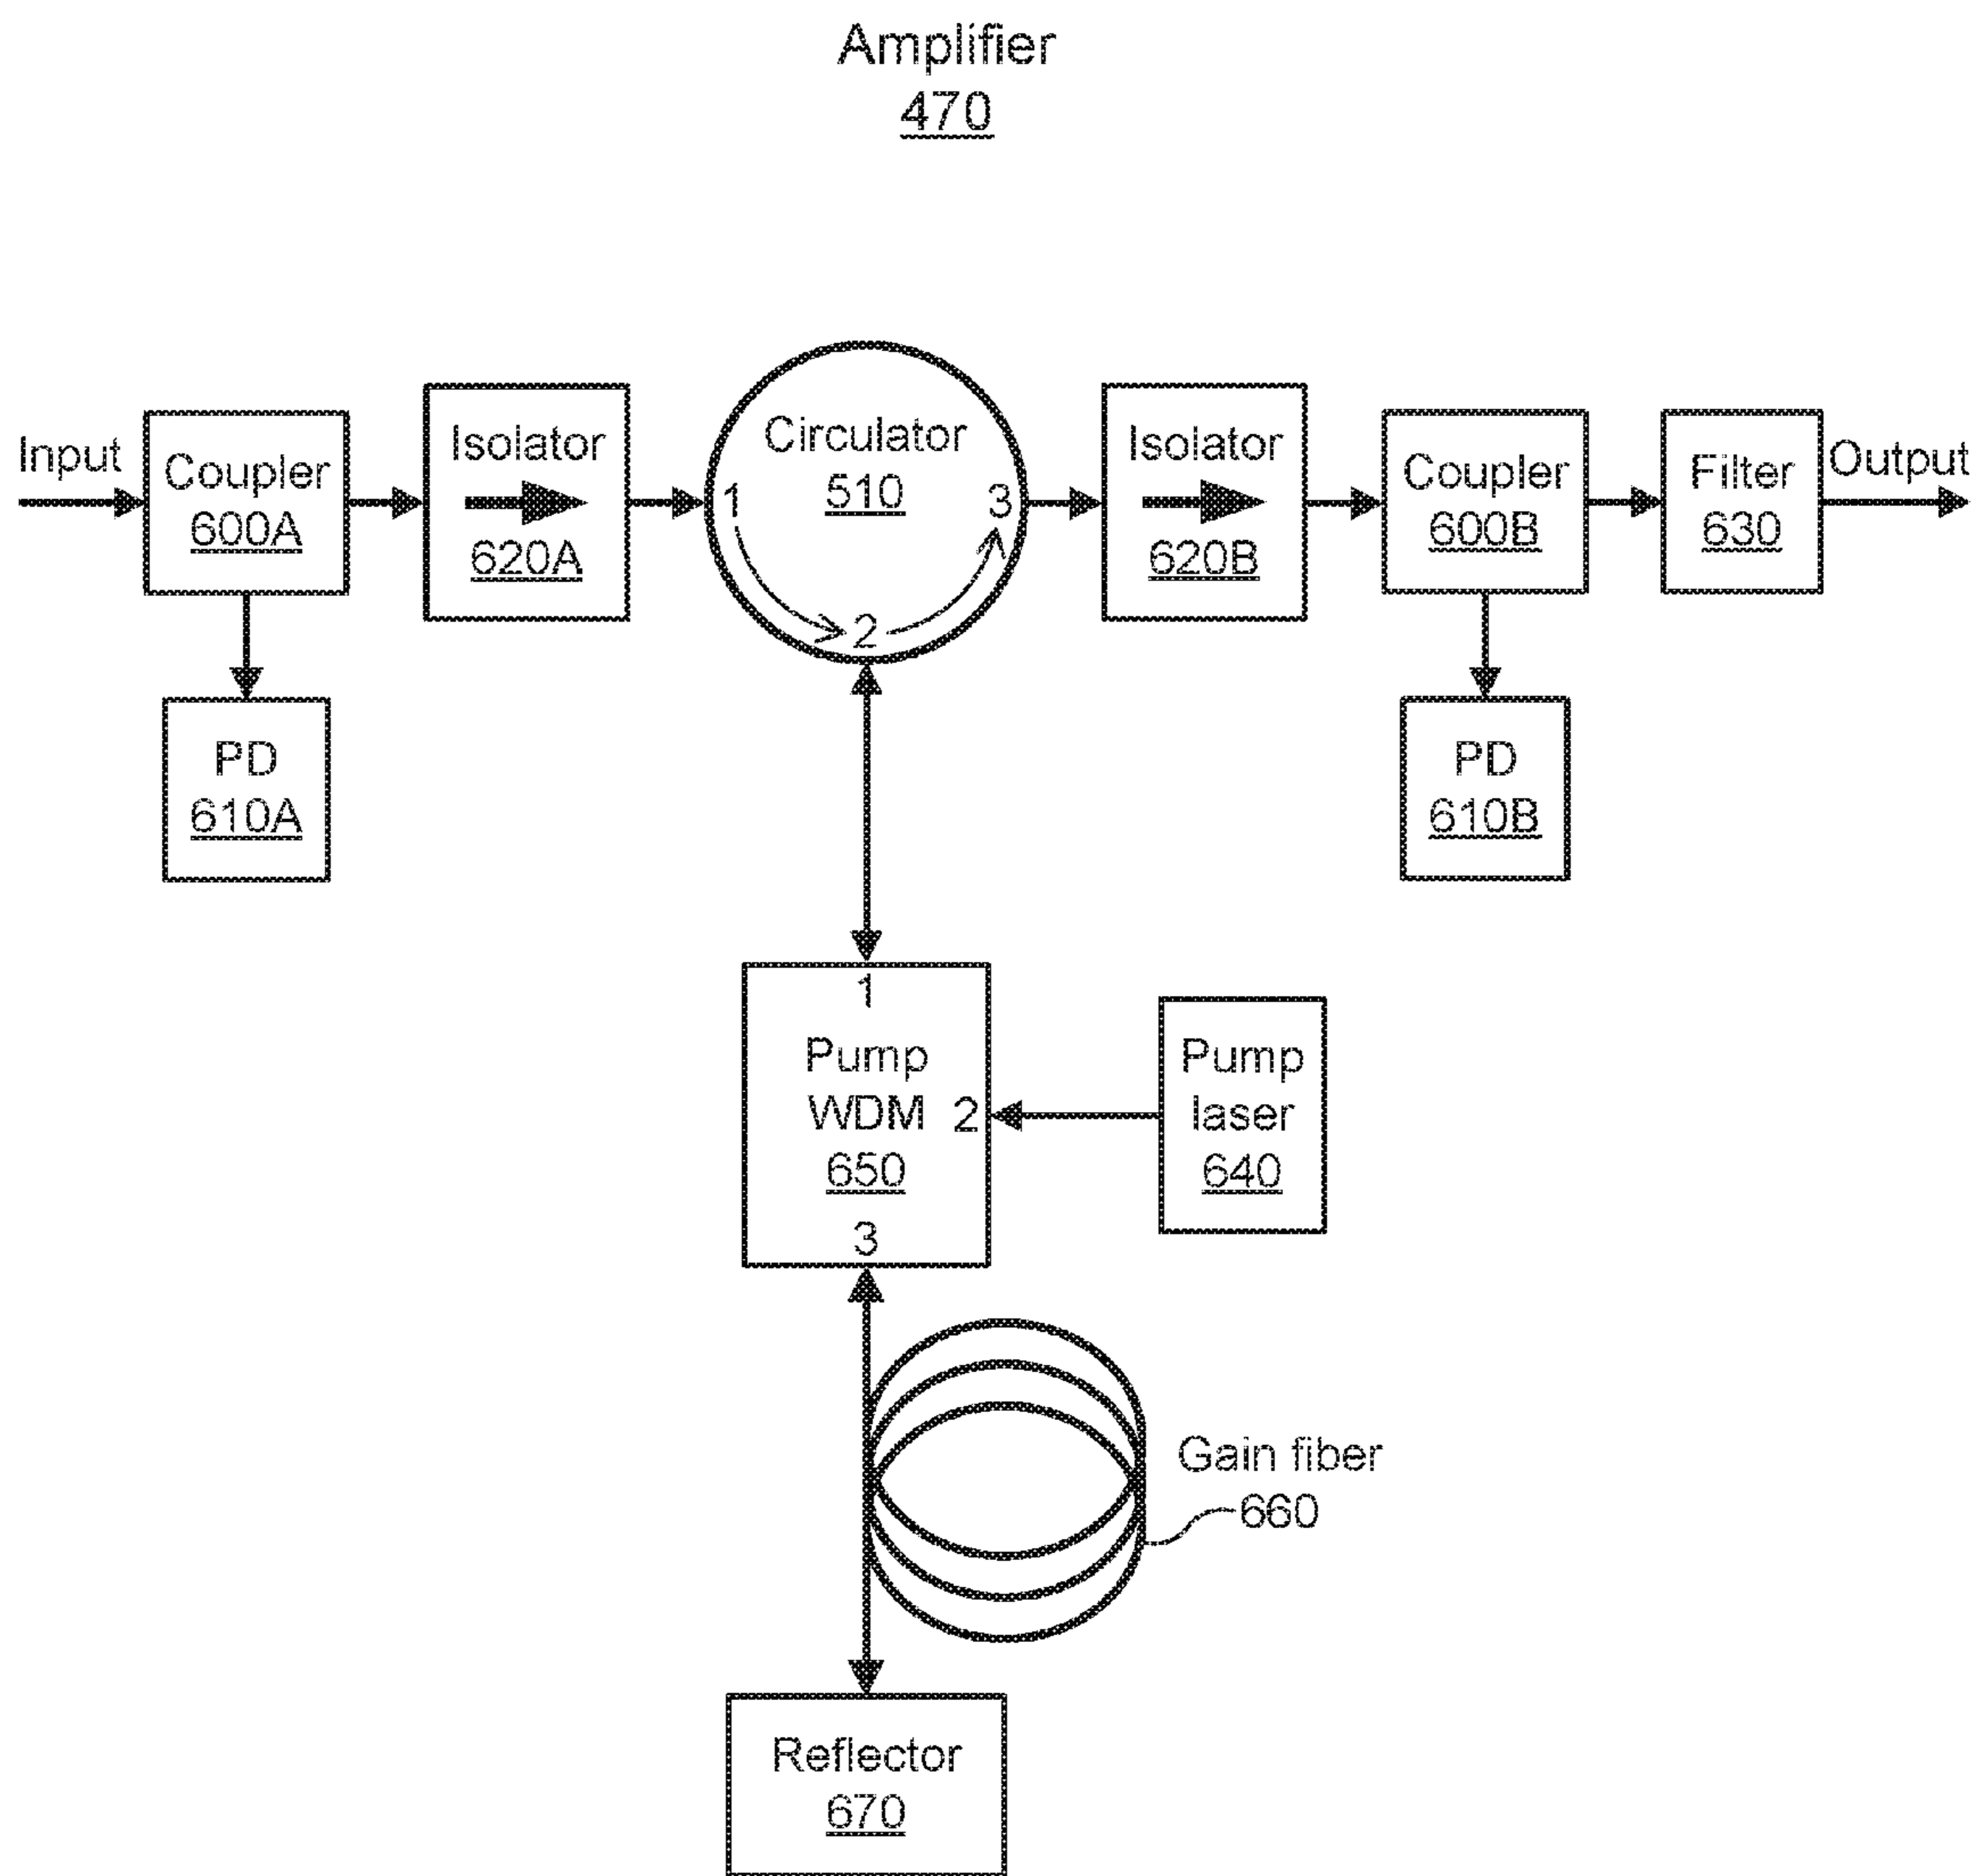 Amplifier
470
Input
Coupler
600A
Isolator
620A
Circulator
510
1
2
3
Isolator
620B
Coupler
600B
Filter
630
Output
PD
610A
PD
610B
1
Pump
WDM
650
2
3
Pump
laser
640
Gain fiber
660
Reflector
670